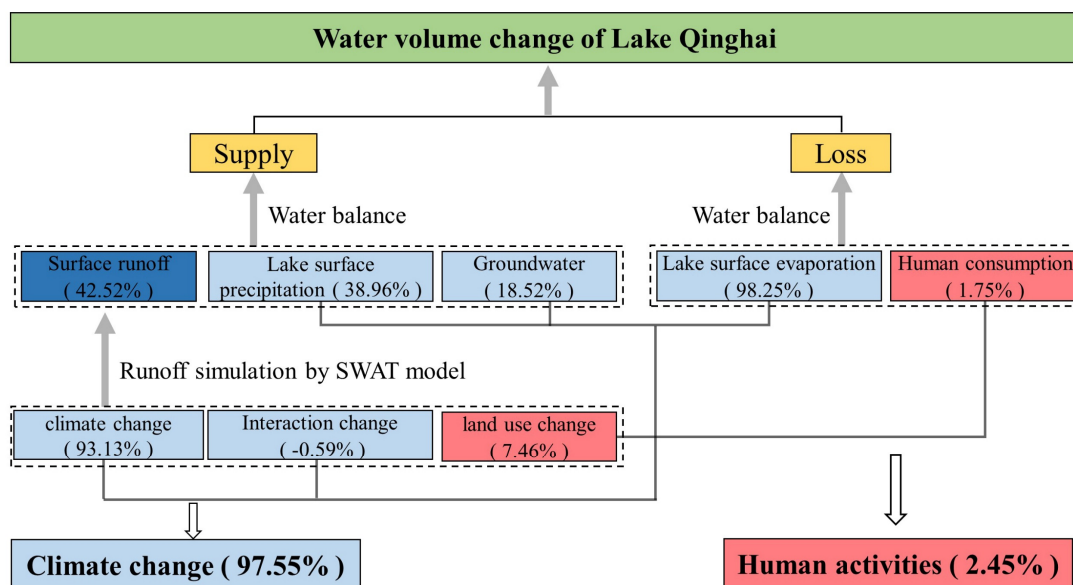 Water volume change of Lake Qinghai
Supply
Loss
Water balance
Water balance
Surface runoff
( 42.52% )
Lake surface
precipitation ( 38.96% )
Groundwater
( 18.52% )
Lake surface evaporation
( 98.25% )
Human consumption
( 1.75% )
Runoff simulation by SWAT model
climate change
( 93.13% )
Interaction change
( -0.59% )
land use change
( 7.46% )
Climate change ( 97.55% )
Human activities ( 2.45% )